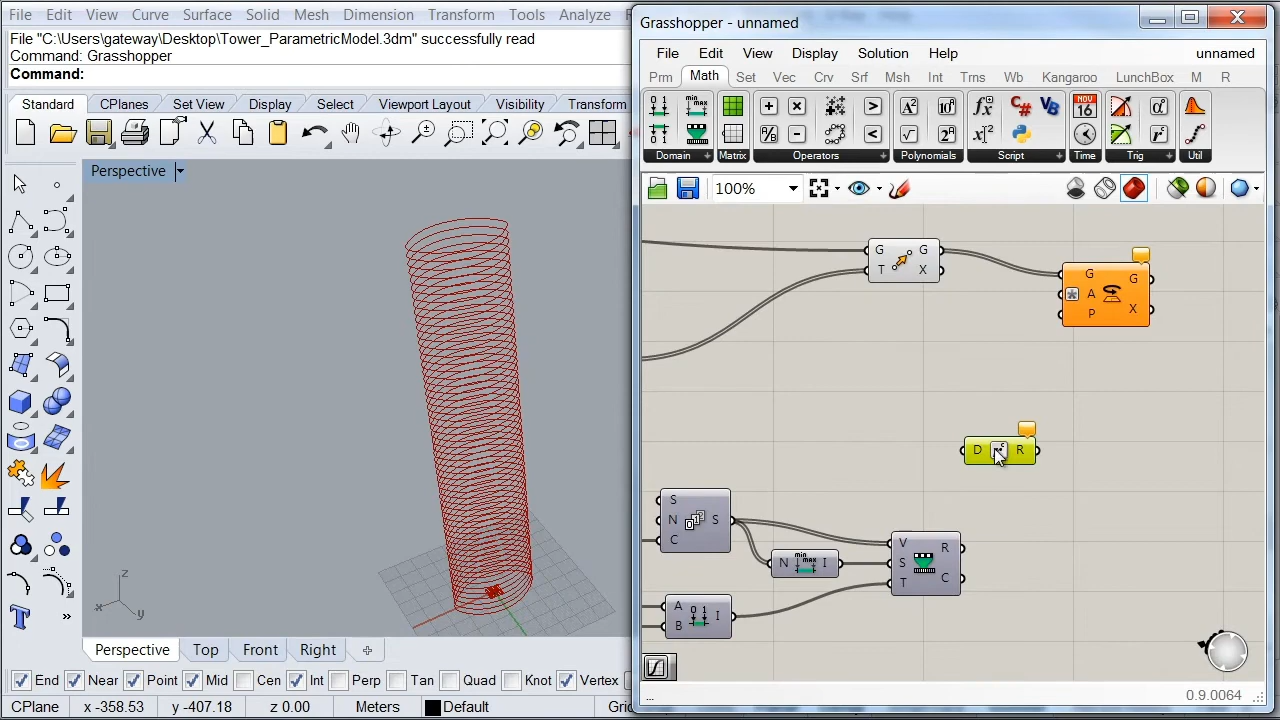 Edit View Curve Surface Solid Mesh Dimension Transform Tools Analyze
File "C:\Users\gateway\Desktop\Tower_ParametricModel.3dm" successfully read
Command: Grasshopper
Command:
Standard CPlanes Set View Display Select Viewport Layout Visibility Transform
Perspective
z
x
y
Perspective Top Front Right
End Near Point Mid Cen Int Perp Tan Quad Knot Vertex
CPlane x -358.53 y -407.18 z 0.00 Meters Default
Grasshopper - unnamed
File Edit View Display Solution Help unnamed
Prm Math Set Vec Crv Srf Msh Int Trns Wb Kangaroo LunchBox M R
Domain Matrix Operators Polynomials Script Time Trig Util
100%
G G
T X
G G
A
P X
D R
S
N S
C
N I
V R
S
T C
A I
B
... 0.9.0064